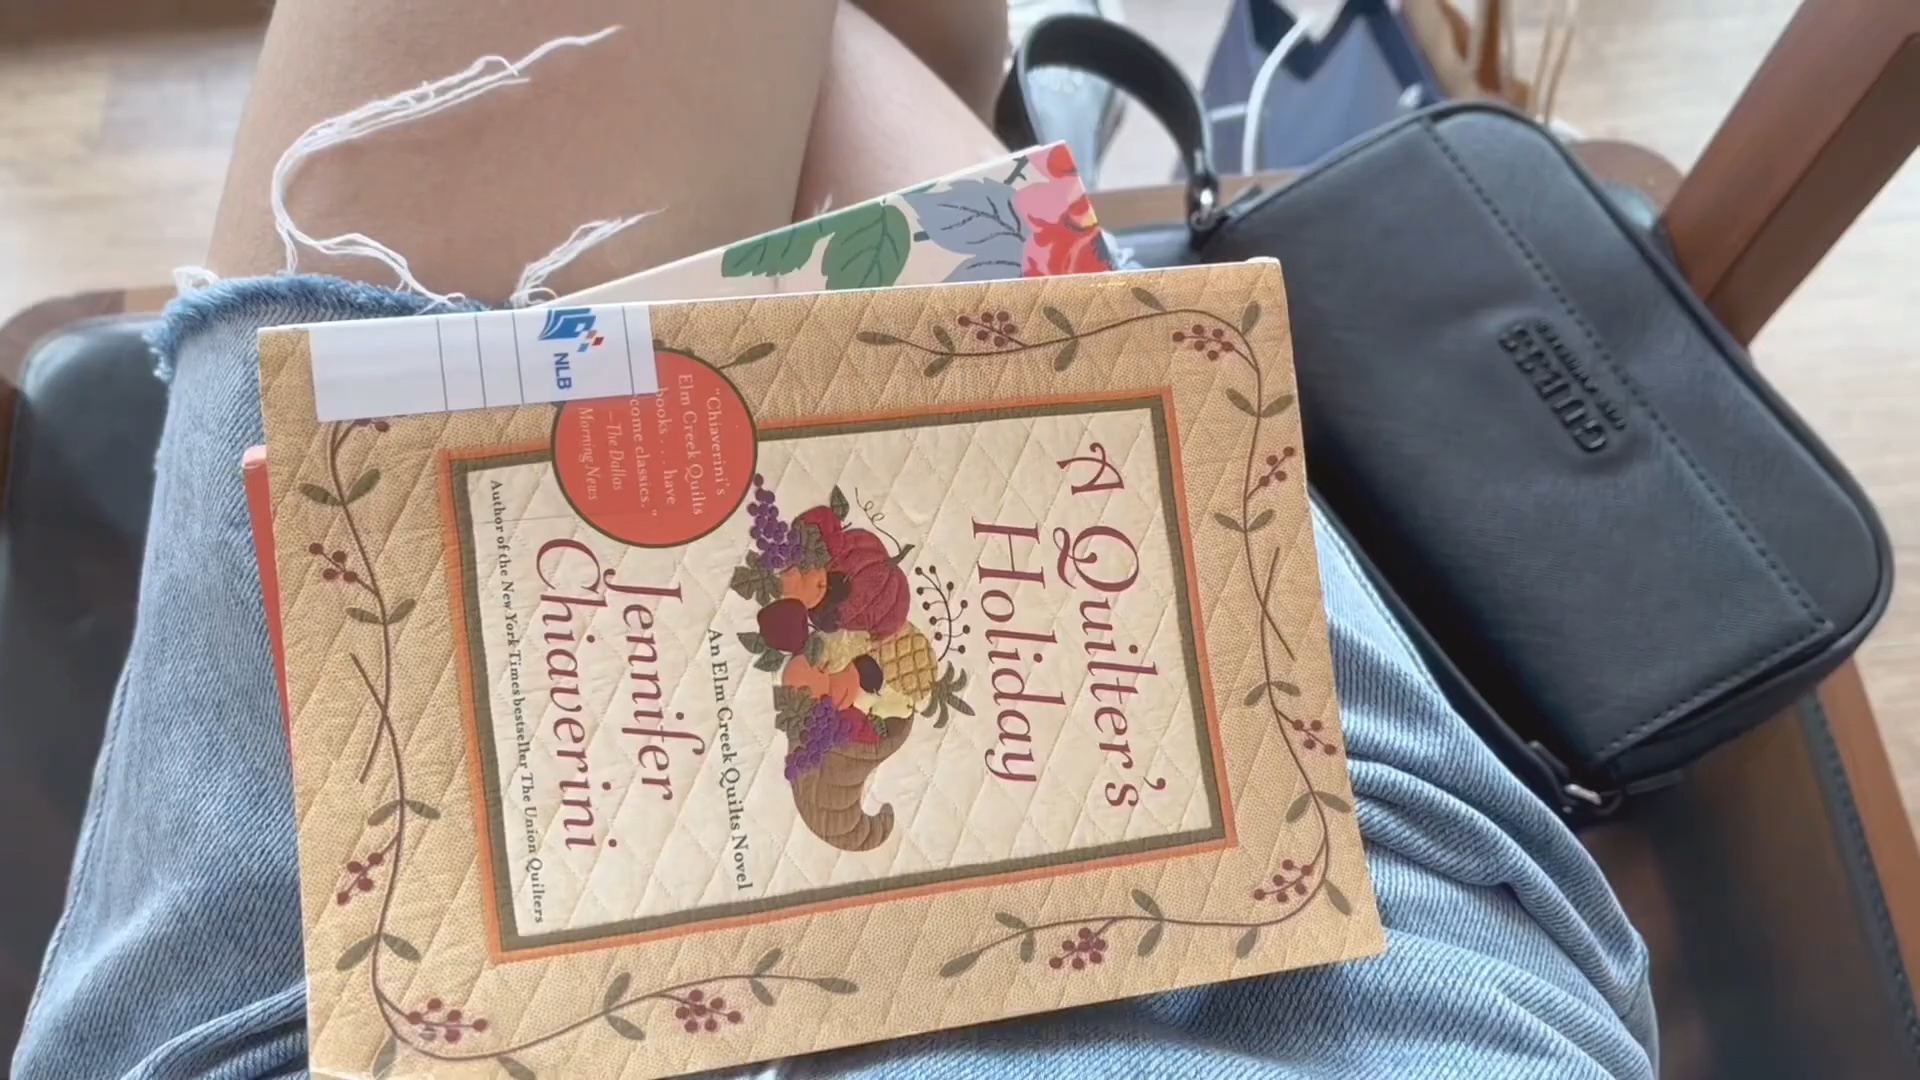 NLB
"Chiaverini's
Elm Creek Quilts
books . . . have
come classics."
—The Dallas
Morning News
A Quilter's
Holiday
An Elm Creek Quilts Novel
Jennifer
Chiaverini
Author of the New York Times bestseller The Union Quilters
GUESS